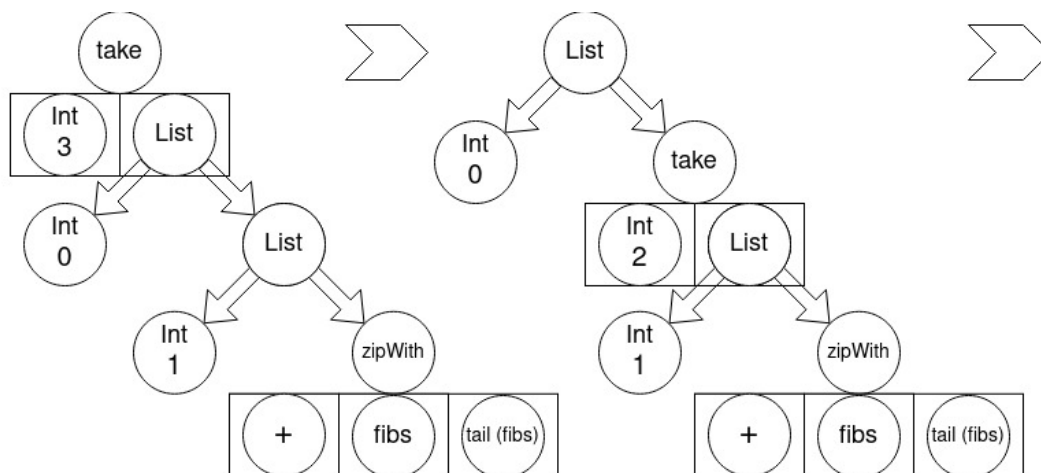 take
Int
3
List
Int
0
List
Int
1
zipWith
+
fibs
tail (fibs)
List
Int
0
take
Int
2
List
Int
1
zipWith
+
fibs
tail (fibs)